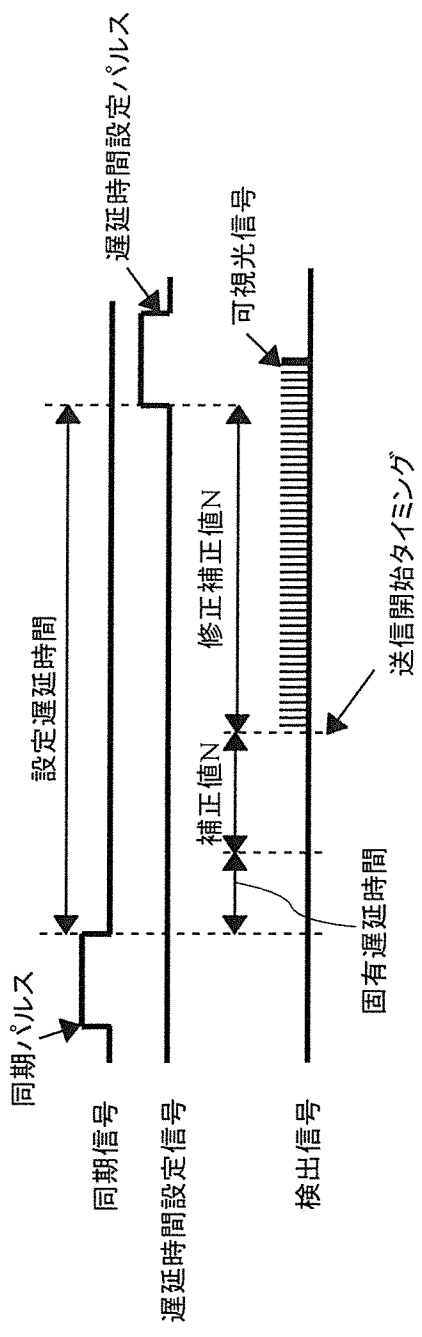 同期パルス
設定遅延時間
遅延時間設定パルス
同期信号
遅延時間設定信号
補正値N
修正補正値N
可視光信号
検出信号
固有遅延時間
送信開始タイミング